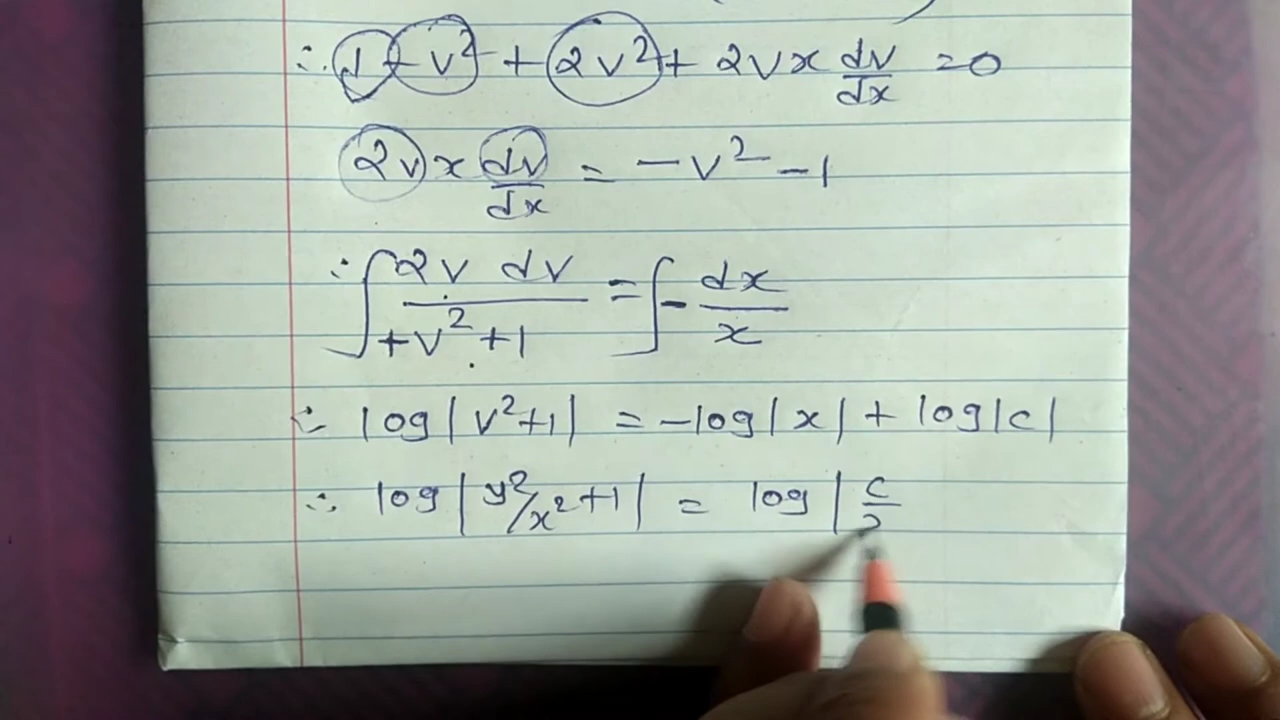 ∴ 1 - v² + 2v² + 2vx dv/dx = 0
2vx dv/dx = -v² - 1
∴ ∫ 2v dv / +v² + 1 = ∫ - dx/x
∴ log|v²+1| = -log|x| + log|c|
∴ log|y²/x²+1| = log|c/